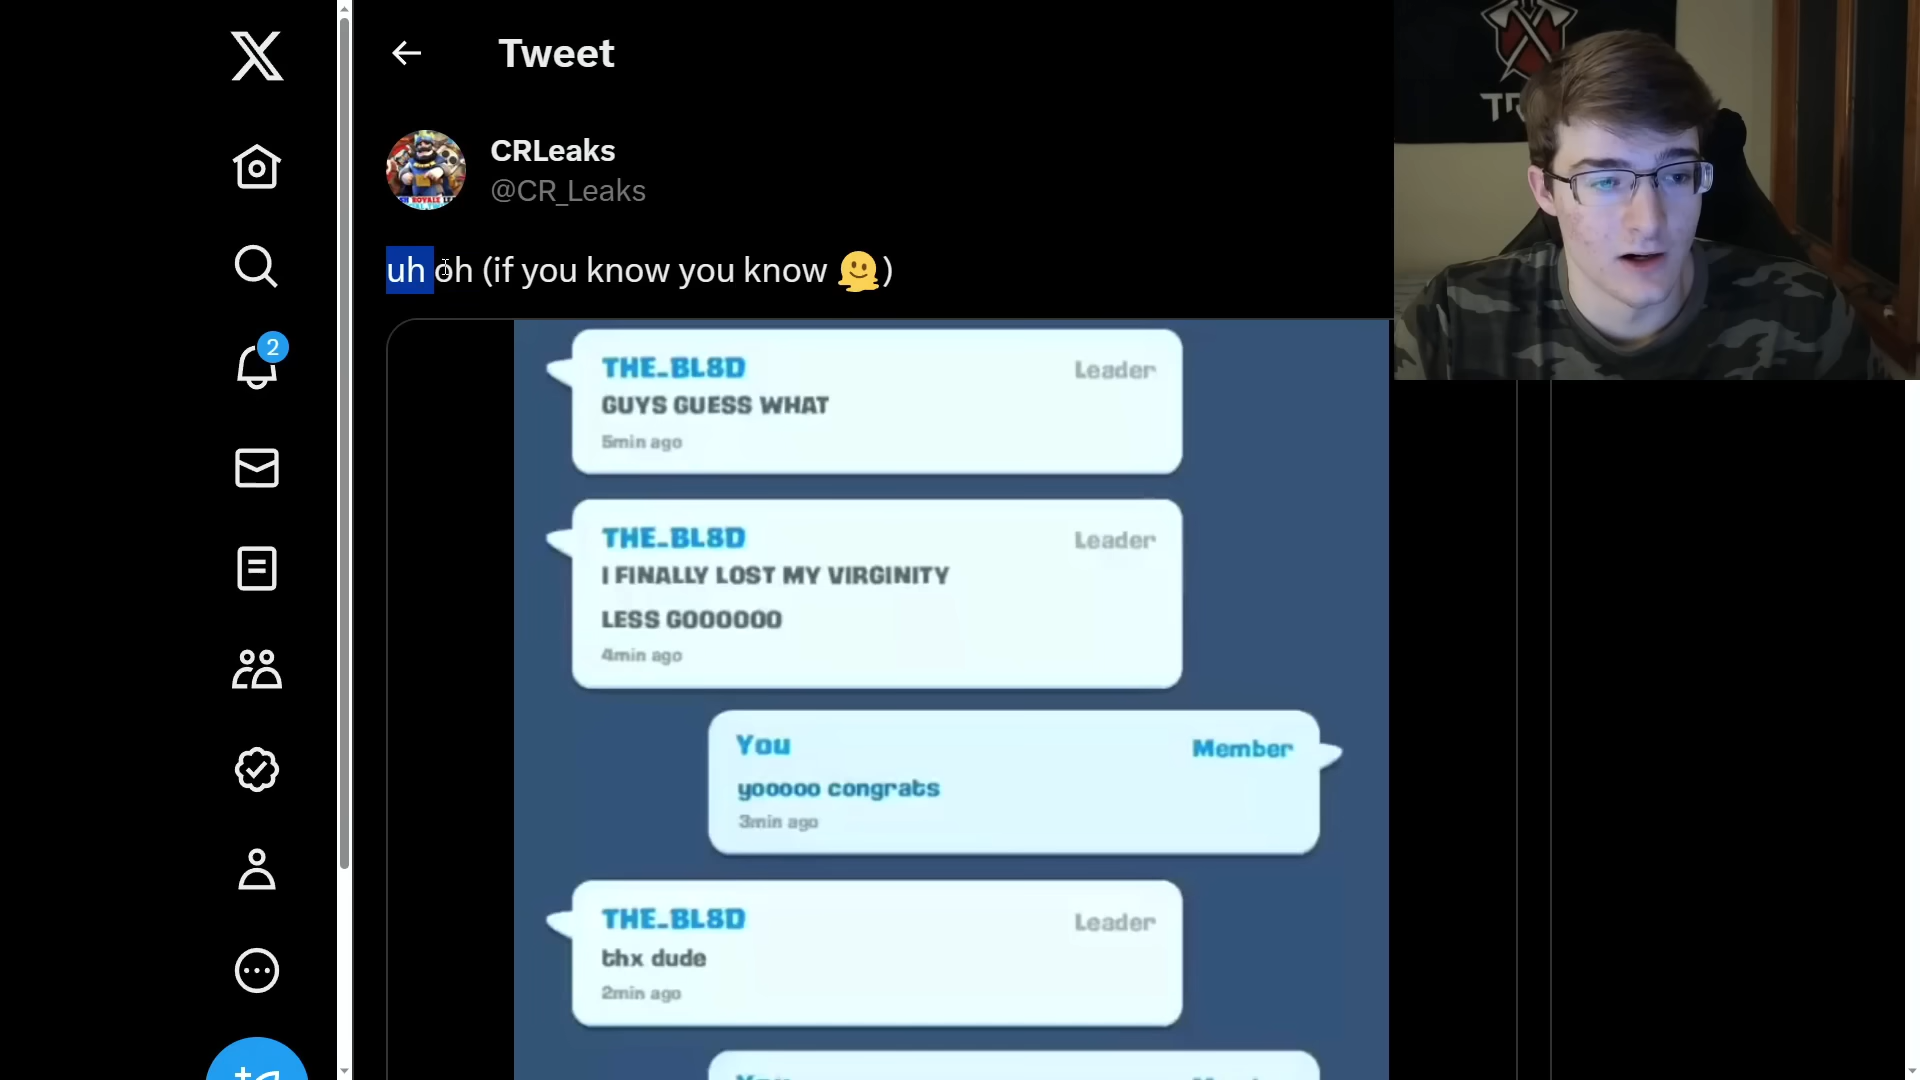 Tweet
CRLeaks
@CR_Leaks
uh oh (if you know you know 🫠)
2
THE_BL8D Leader
GUYS GUESS WHAT
5min ago
THE_BL8D Leader
I FINALLY LOST MY VIRGINITY
LESS GOOOOOO
4min ago
You Member
yooooo congrats
3min ago
THE_BL8D Leader
thx dude
2min ago